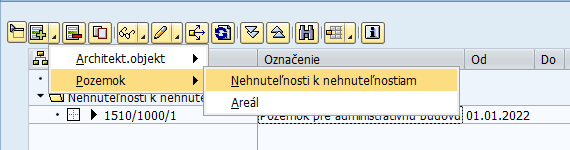 Označenie Od Do
Architekt.objekt
Pozemok
Nehnuteľnosti k nehnuteľnostiam
Areál
Nehnuteľnosti k nehnute
1510/1000/1 Pozemok pre administratívnu budovu 01.01.2022